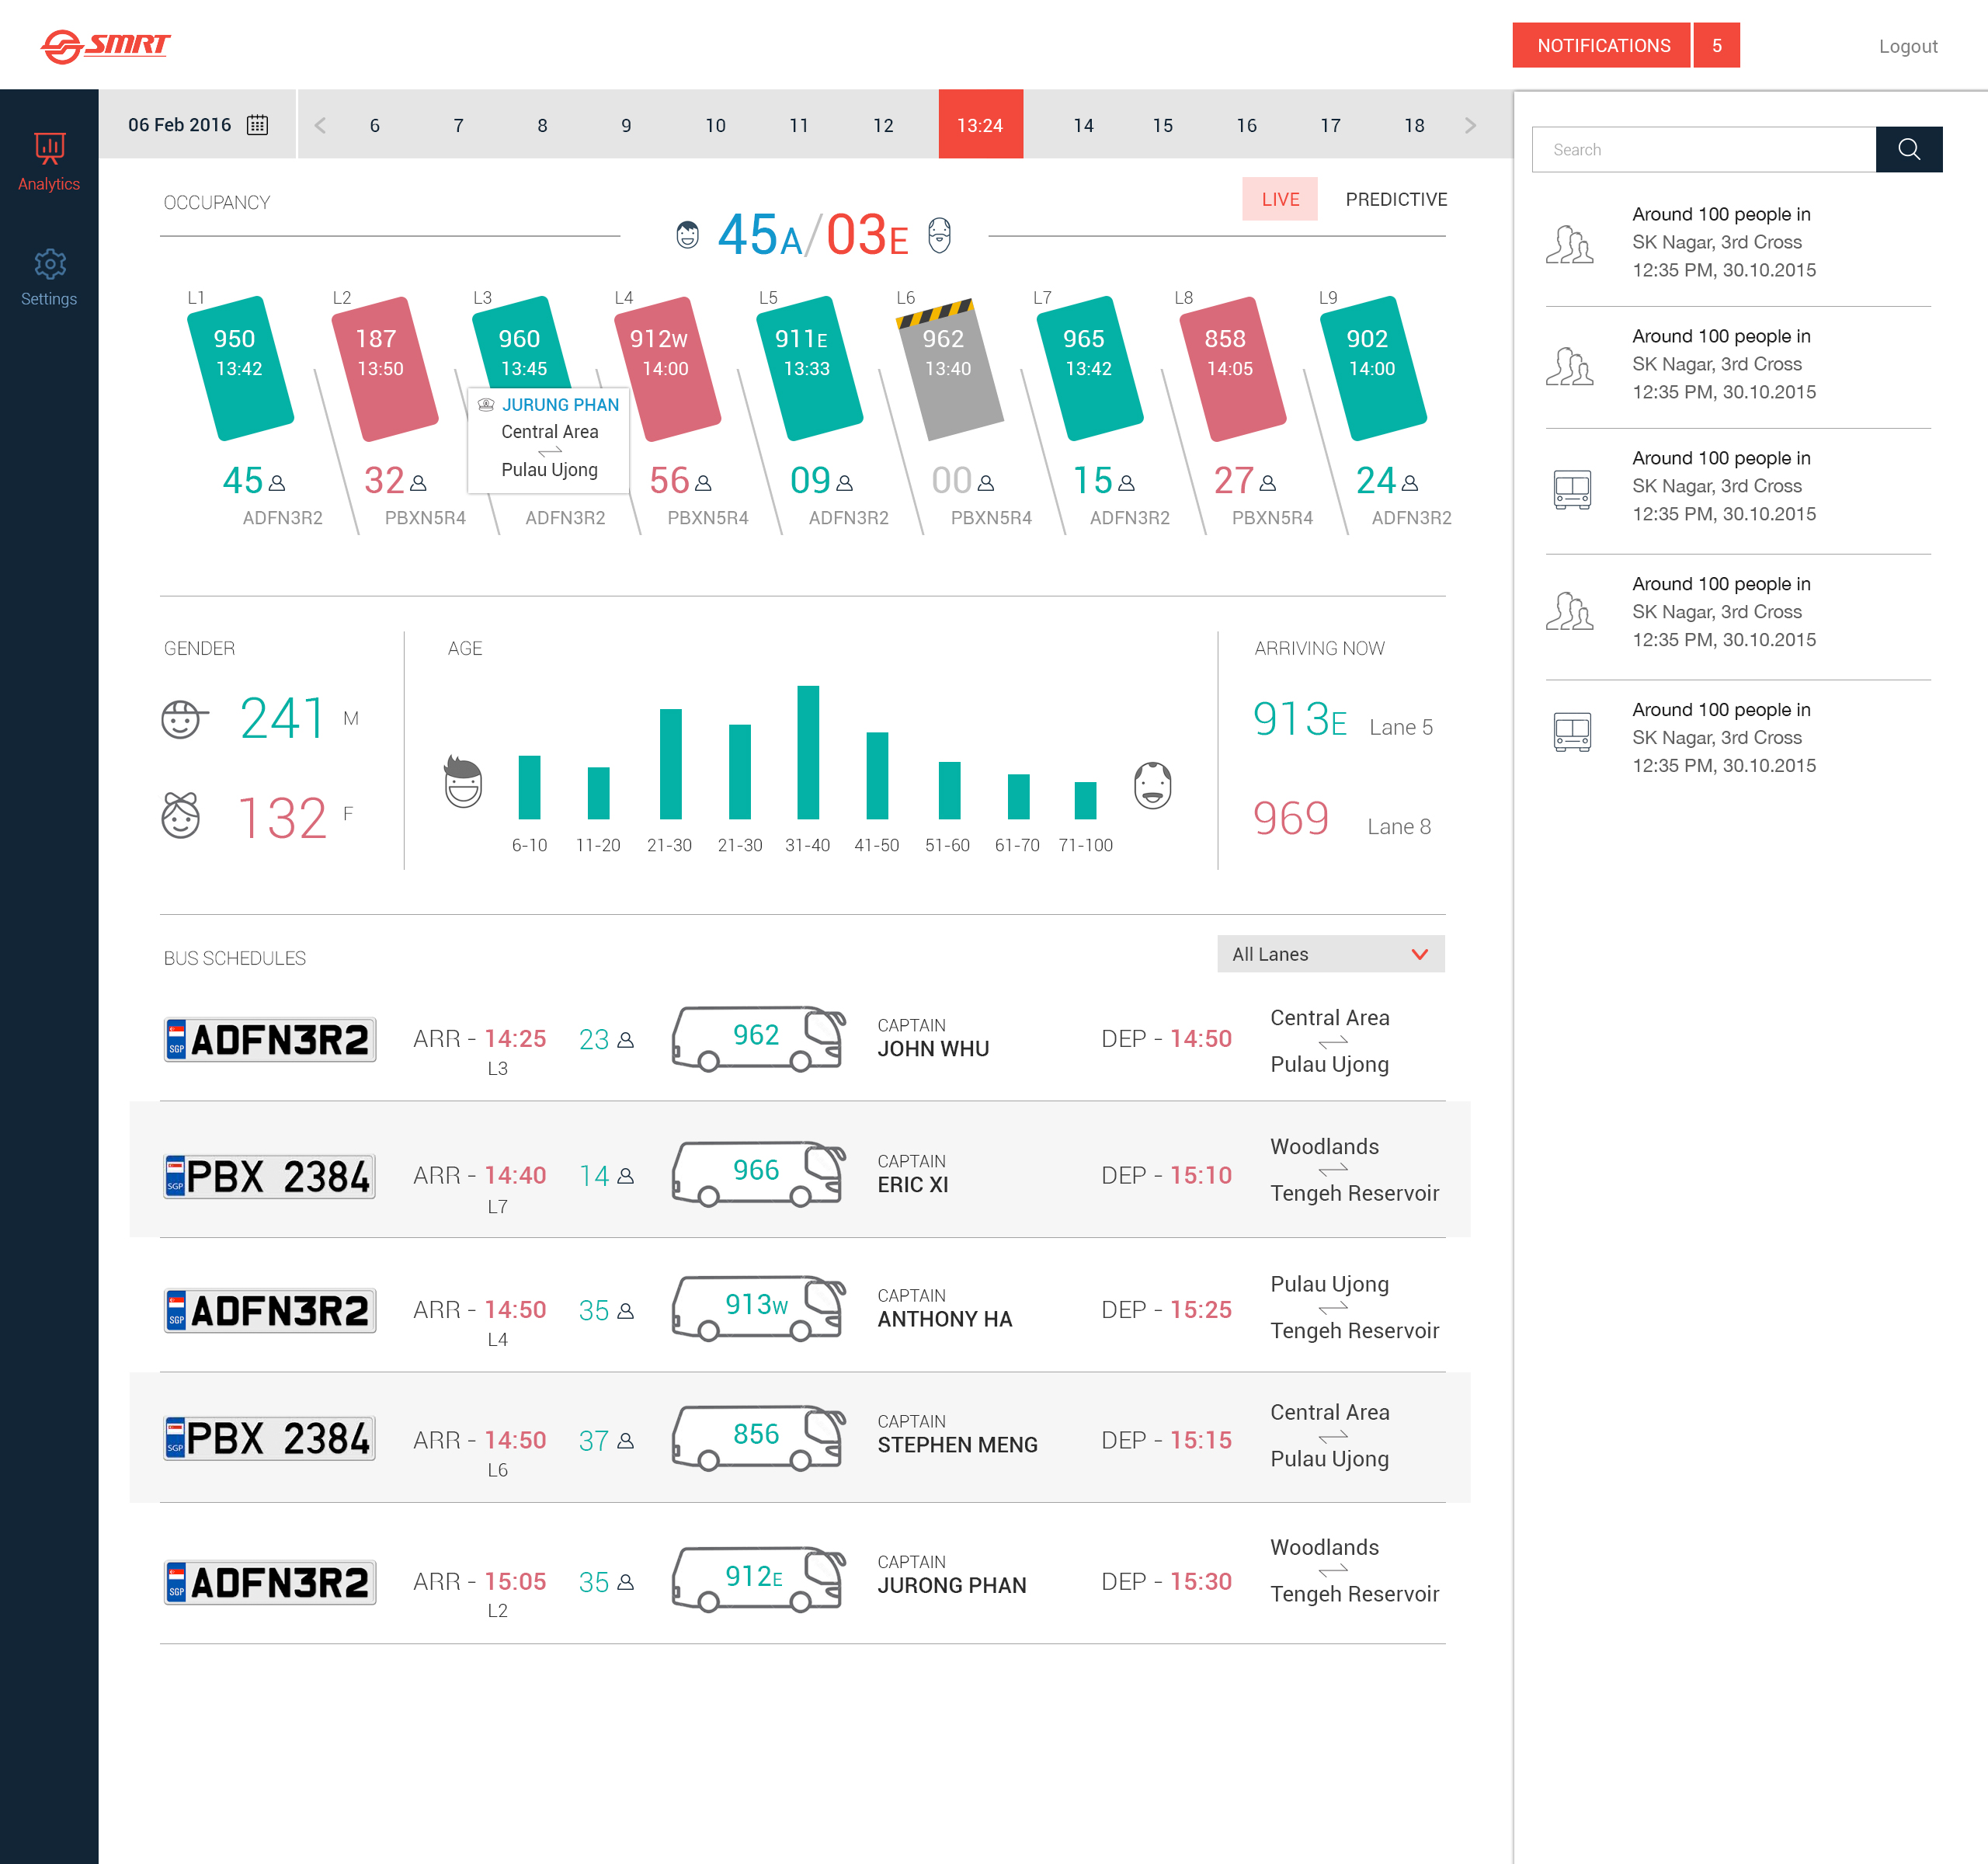 SMRT
NOTIFICATIONS 5
Logout
Analytics
Settings
06 Feb 2016
6 7 8 9 10 11 12 13:24 14 15 16 17 18
OCCUPANCY
45A/03E
LIVE
PREDICTIVE
L1 L2 L3 L4 L5 L6 L7 L8 L9
950 187 960 912W 911E 962 965 858 902
13:42 13:50 13:45 14:00 13:33 13:40 13:42 14:05 14:00
JURUNG PHAN
Central Area
Pulau Ujong
45 32 56 09 00 15 27 24
ADFN3R2 PBXN5R4 ADFN3R2 PBXN5R4 ADFN3R2 PBXN5R4 ADFN3R2 PBXN5R4 ADFN3R2
GENDER
241 M
132 F
AGE
6-10 11-20 21-30 21-30 31-40 41-50 51-60 61-70 71-100
ARRIVING NOW
913E Lane 5
969 Lane 8
BUS SCHEDULES
All Lanes
SGP ADFN3R2
ARR - 14:25
L3
23
962
CAPTAIN
JOHN WHU
DEP - 14:50
Central Area
Pulau Ujong
SGP PBX 2384
ARR - 14:40
L7
14
966
CAPTAIN
ERIC XI
DEP - 15:10
Woodlands
Tengeh Reservoir
SGP ADFN3R2
ARR - 14:50
L4
35
913W
CAPTAIN
ANTHONY HA
DEP - 15:25
Pulau Ujong
Tengeh Reservoir
SGP PBX 2384
ARR - 14:50
L6
37
856
CAPTAIN
STEPHEN MENG
DEP - 15:15
Central Area
Pulau Ujong
SGP ADFN3R2
ARR - 15:05
L2
35
912E
CAPTAIN
JURONG PHAN
DEP - 15:30
Woodlands
Tengeh Reservoir
Search
Around 100 people in
SK Nagar, 3rd Cross
12:35 PM, 30.10.2015
Around 100 people in
SK Nagar, 3rd Cross
12:35 PM, 30.10.2015
Around 100 people in
SK Nagar, 3rd Cross
12:35 PM, 30.10.2015
Around 100 people in
SK Nagar, 3rd Cross
12:35 PM, 30.10.2015
Around 100 people in
SK Nagar, 3rd Cross
12:35 PM, 30.10.2015